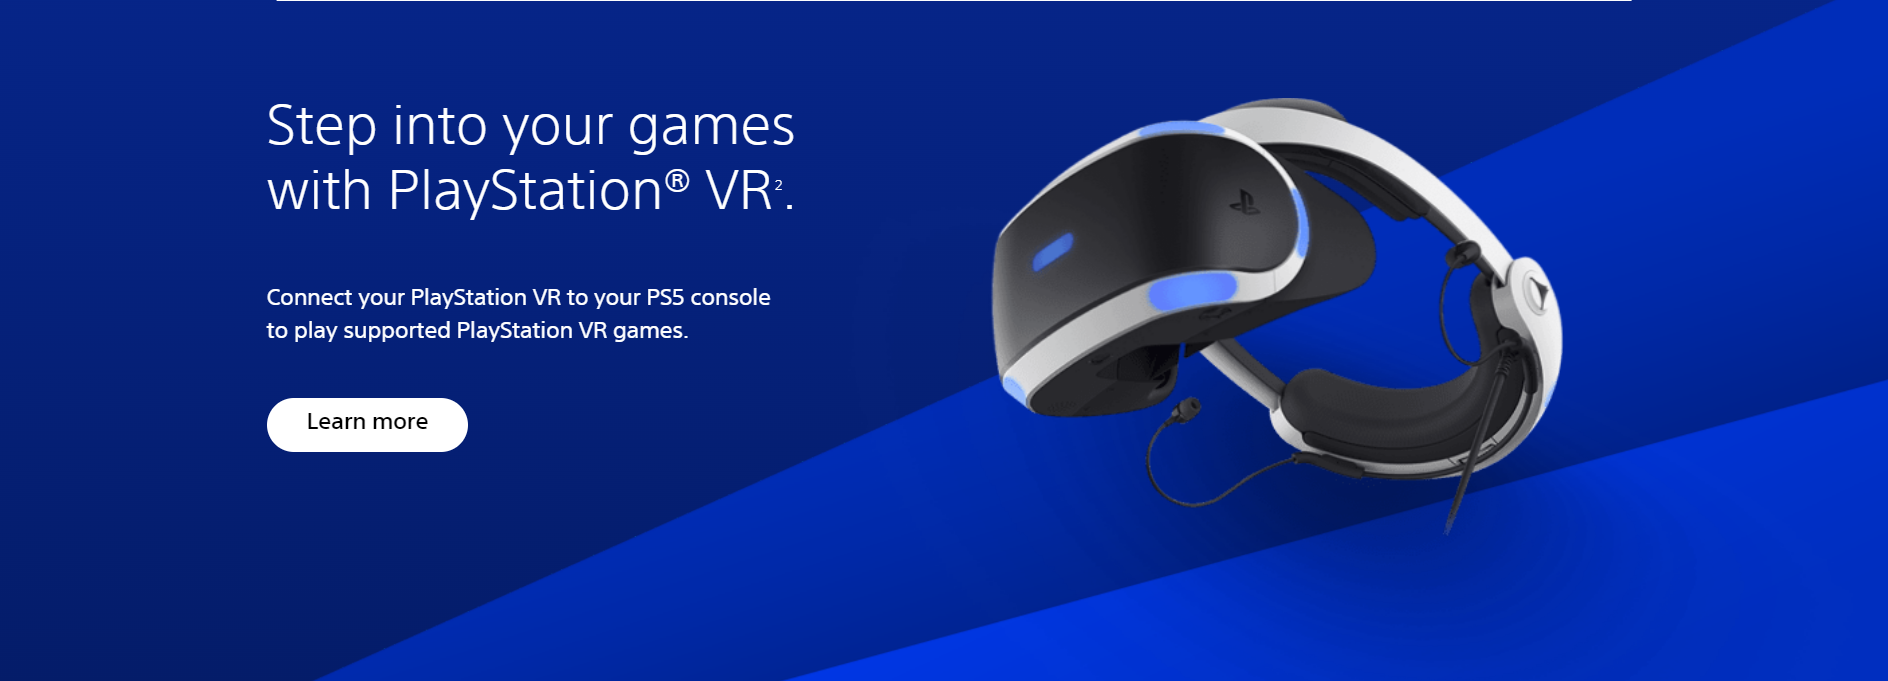 Step into your games
with PlayStation® VR².
Connect your PlayStation VR to your PS5 console
to play supported PlayStation VR games.
Learn more